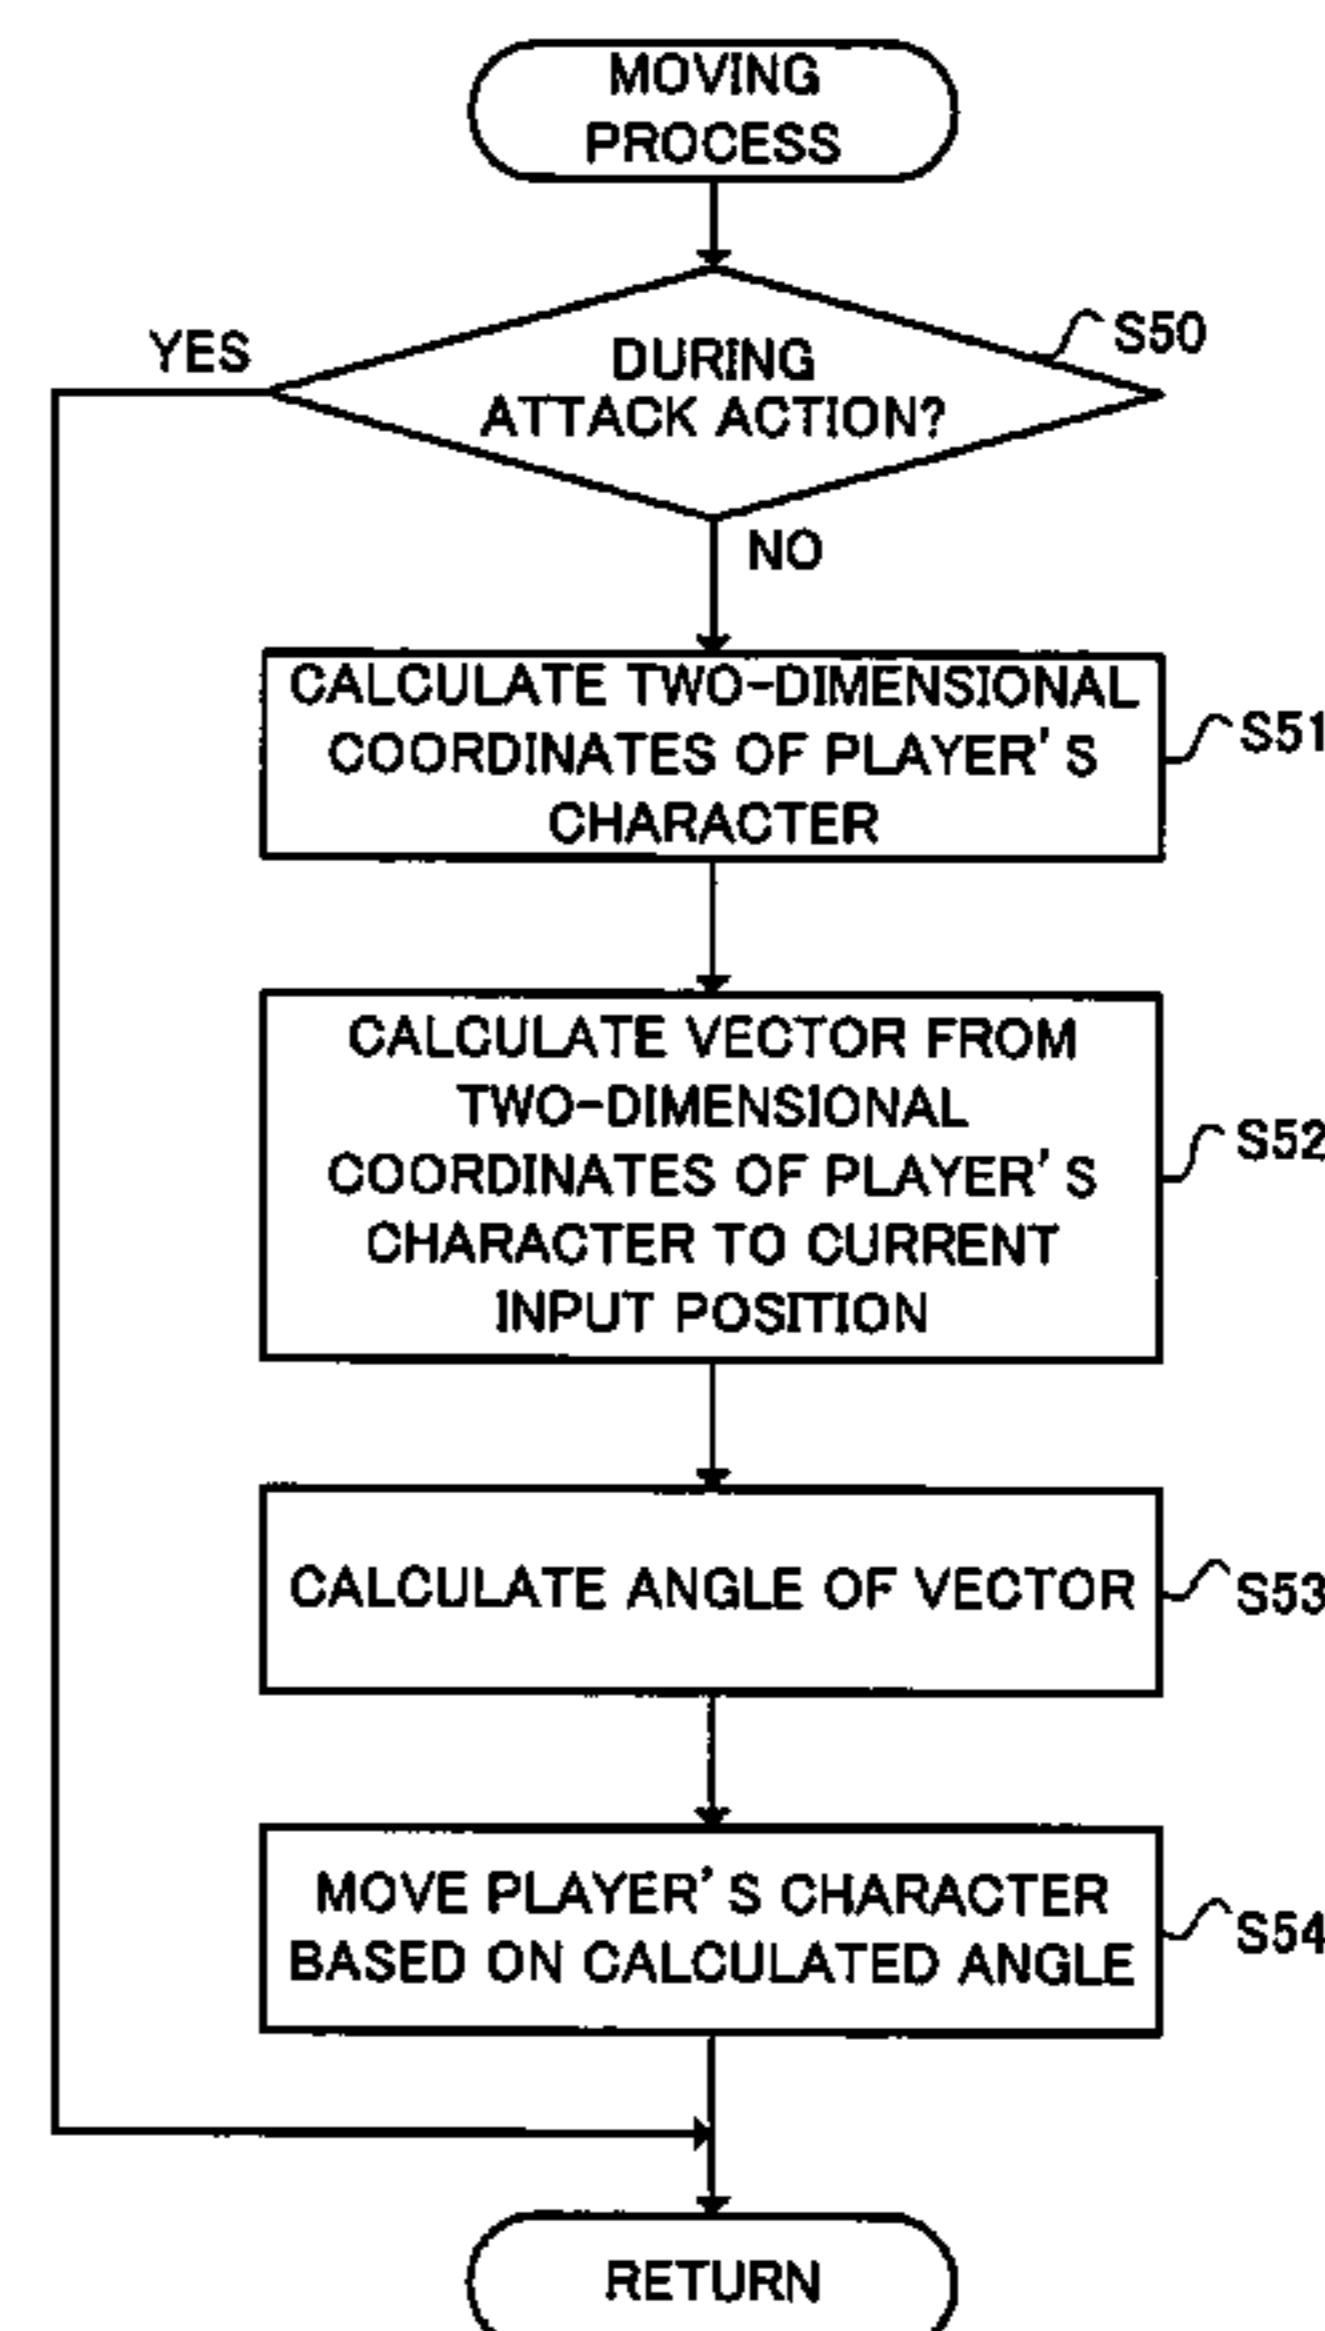 MOVING
PROCESS
YES
S50
DURING
ATTACK ACTION?
NO
CALCULATE TWO-DIMENSIONAL
COORDINATES OF PLAYER'S
CHARACTER
S51
CALCULATE VECTOR FROM
TWO-DIMENSIONAL
COORDINATES OF PLAYER'S
CHARACTER TO CURRENT
INPUT POSITION
S52
CALCULATE ANGLE OF VECTOR
S53
MOVE PLAYER'S CHARACTER
BASED ON CALCULATED ANGLE
S54
RETURN